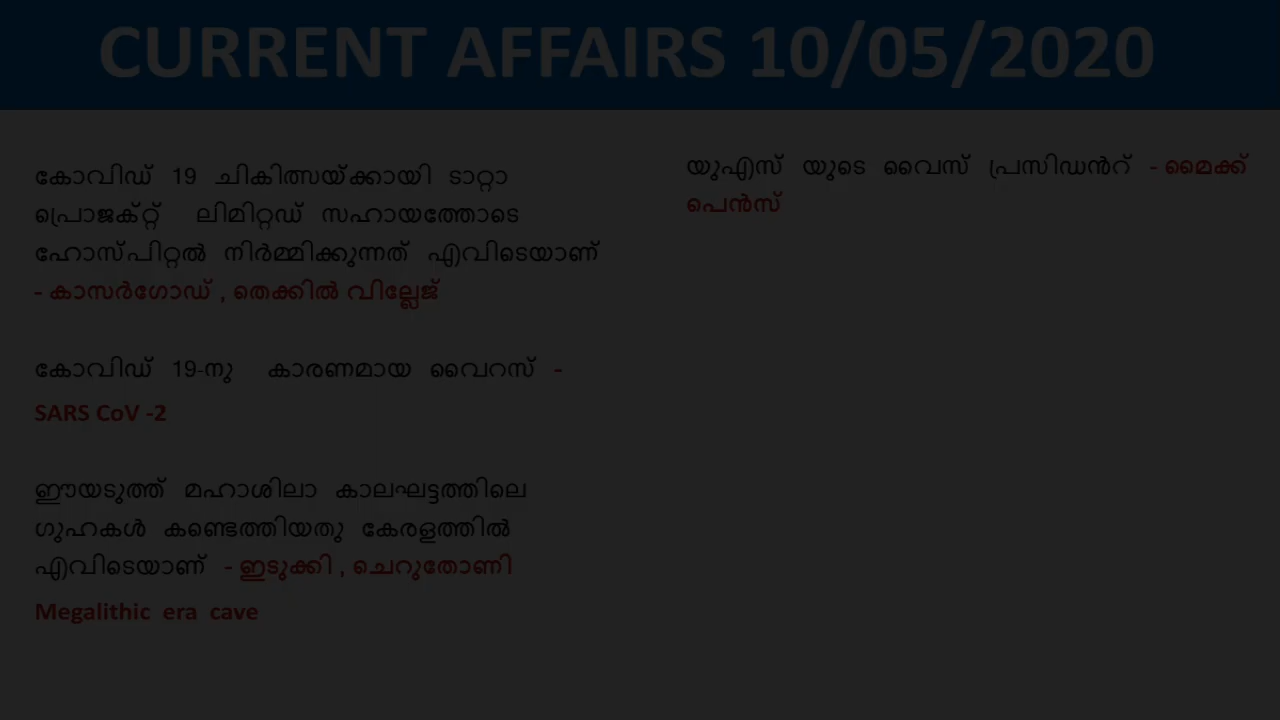 CURRENT AFFAIRS 10/05/2020
കോവിഡ് 19 ചികിത്സയ്ക്കായി ടാറ്റാ
പ്രൊജക്റ്റ് ലിമിറ്റഡ് സഹായത്തോടെ
ഹോസ്പിറ്റൽ നിർമ്മിക്കുന്നത് എവിടെയാണ്
- കാസർഗോഡ് , തെക്കിൽ വില്ലേജ്
കോവിഡ് 19-നു കാരണമായ വൈറസ് -
SARS CoV -2
ഈയടുത്ത് മഹാശിലാ കാലഘട്ടത്തിലെ
ഗുഹകൾ കണ്ടെത്തിയതു കേരളത്തിൽ
എവിടെയാണ് - ഇടുക്കി , ചെറുതോണി
Megalithic era cave
യുഎസ് യുടെ വൈസ് പ്രസിഡൻറ് - മൈക്ക്
പെൻസ്